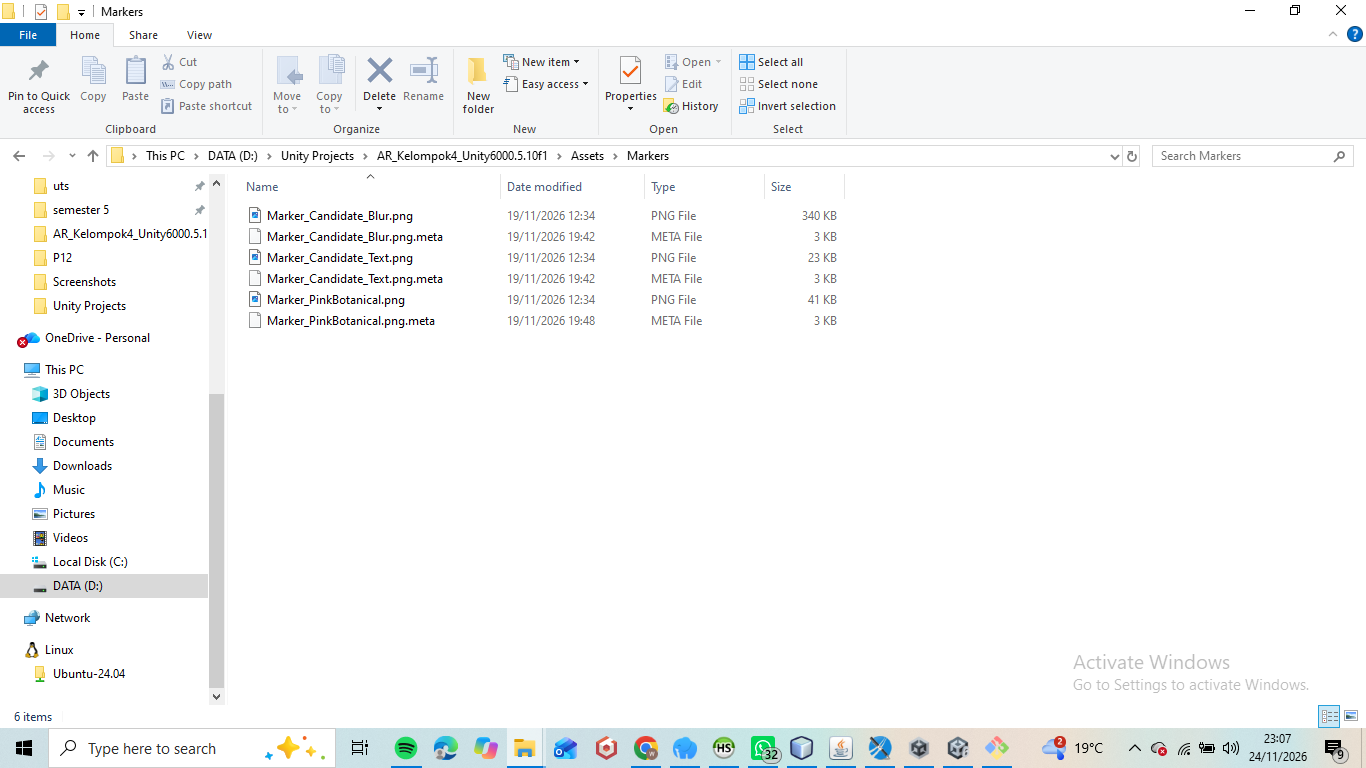 Markers
File Home Share View
Pin to Quick access
Copy
Paste
Cut
Copy path
Paste shortcut
Clipboard
Move to
Copy to
Delete
Rename
Organize
New folder
New item
Easy access
New
Properties
Open
Edit
History
Open
Select all
Select none
Invert selection
Select
This PC > DATA (D:) > Unity Projects > AR_Kelompok4_Unity6000.5.10f1 > Assets > Markers
Search Markers
uts
semester 5
AR_Kelompok4_Unity6000.5.1
P12
Screenshots
Unity Projects
OneDrive - Personal
This PC
3D Objects
Desktop
Documents
Downloads
Music
Pictures
Videos
Local Disk (C:)
DATA (D:)
Network
Linux
Ubuntu-24.04
Name Date modified Type Size
Marker_Candidate_Blur.png 19/11/2026 12:34 PNG File 340 KB
Marker_Candidate_Blur.png.meta 19/11/2026 19:42 META File 3 KB
Marker_Candidate_Text.png 19/11/2026 12:34 PNG File 23 KB
Marker_Candidate_Text.png.meta 19/11/2026 19:42 META File 3 KB
Marker_PinkBotanical.png 19/11/2026 12:34 PNG File 41 KB
Marker_PinkBotanical.png.meta 19/11/2026 19:48 META File 3 KB
Activate Windows
Go to Settings to activate Windows.
6 items
Type here to search
HS
32
2
19°C
23:07
24/11/2026
9